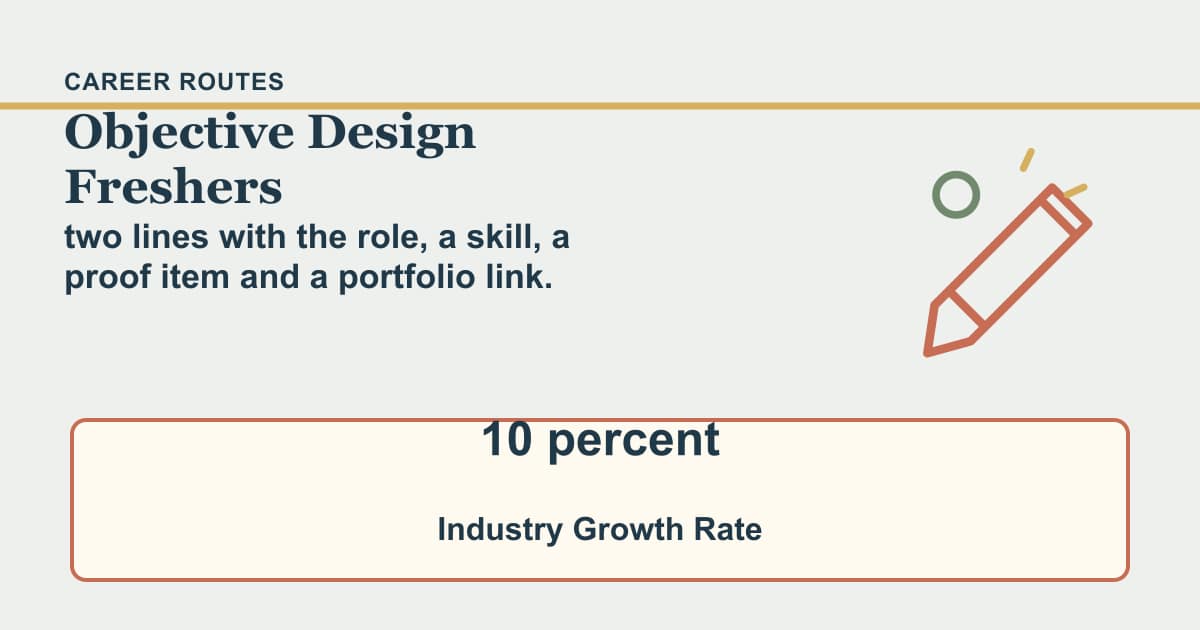 CAREER ROUTES
Objective Design
Freshers
two lines with the role, a skill, a
proof item and a portfolio link.
10 percent
Industry Growth Rate